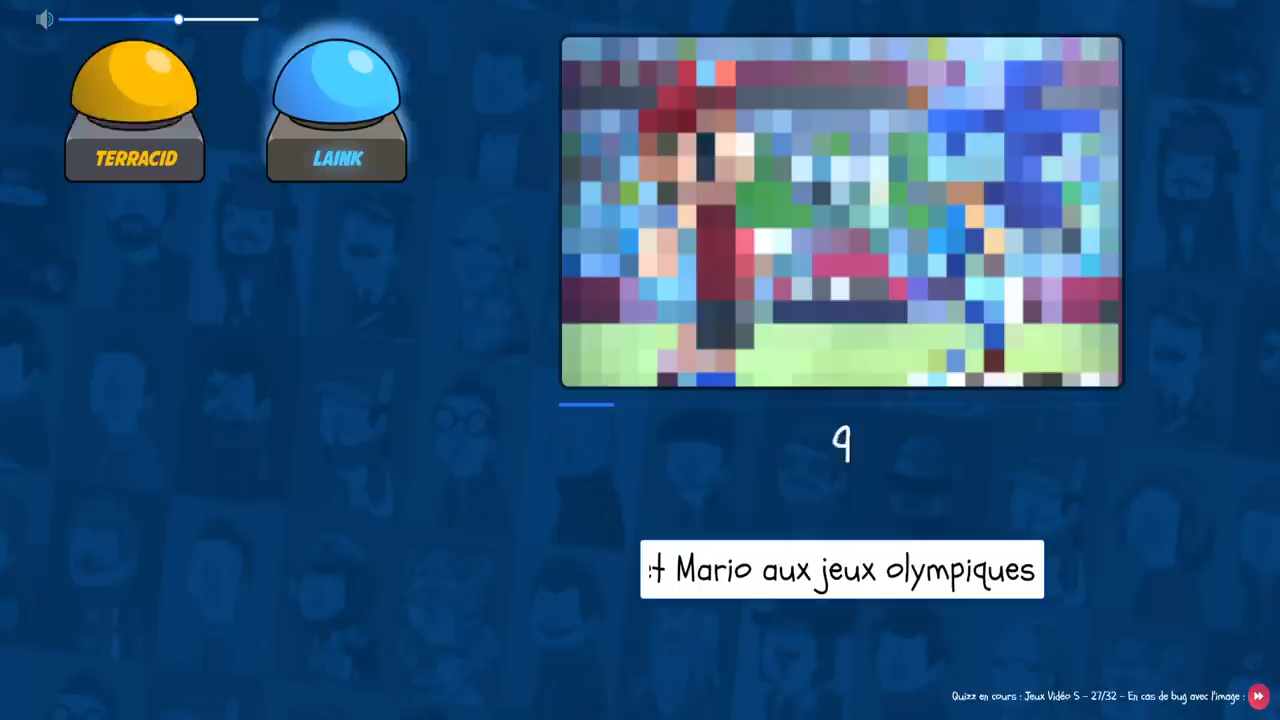 TERRACID
LAINK
9
et Mario aux jeux olympiques
Quizz en cours : Jeux Vidéo S - 27/32 - En cas de bug avec l'image :